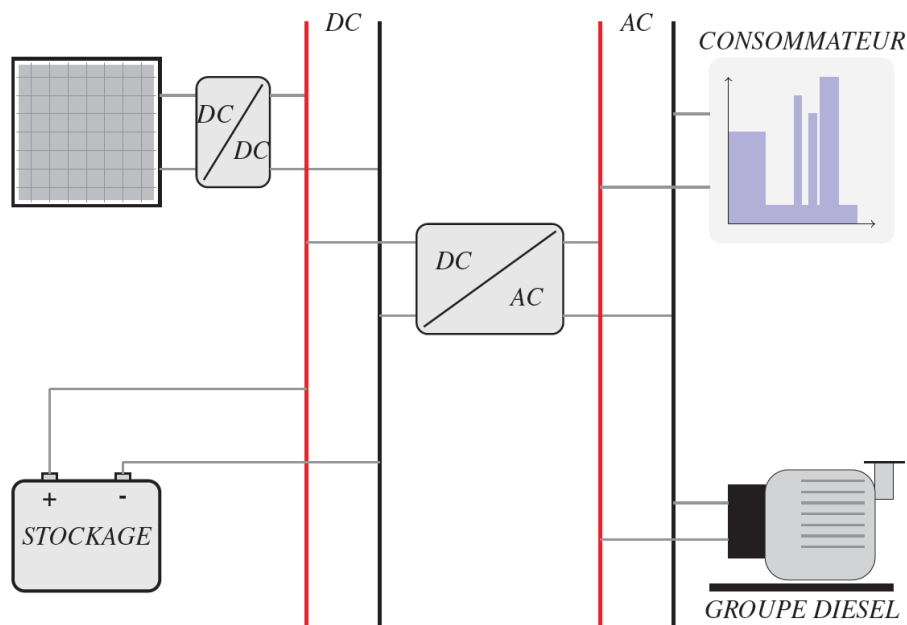 DC
AC
CONSOMMATEUR
DC
DC
DC
AC
+ -
STOCKAGE
GROUPE DIESEL